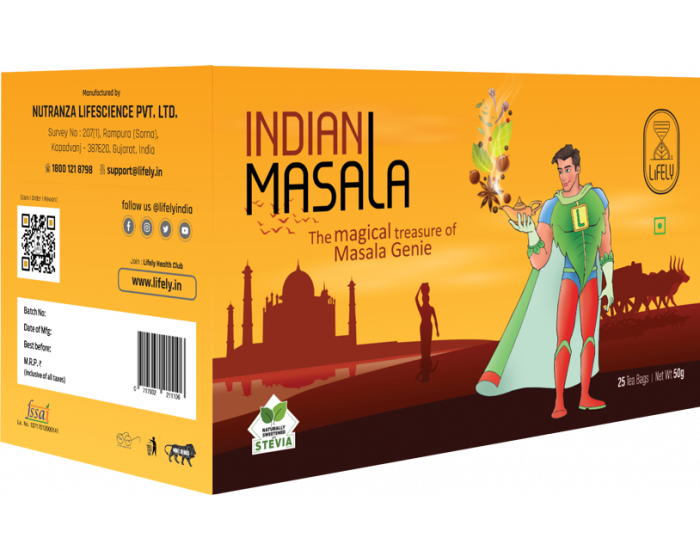 Manufactured by
NUTRANZA LIFESCIENCE PVT. LTD.
Survey No : 207(1), Rampura (Sorna),
Kapadvanj - 387620, Gujarat, India
1800 121 8798 support@lifely.in
follow us @lifelyindia
Join : Lifely Health Club
www.lifely.in
Batch No:
Date of Mfg:
Best before:
M.R.P. ₹
(Inclusive of all taxes)
fssai
INDIAN
MASALA
The magical treasure of
Masala Genie
NATURALLY
SWEETENED
STEVIA
LiFELY
L
25 Tea Bags | Net Wt 50g